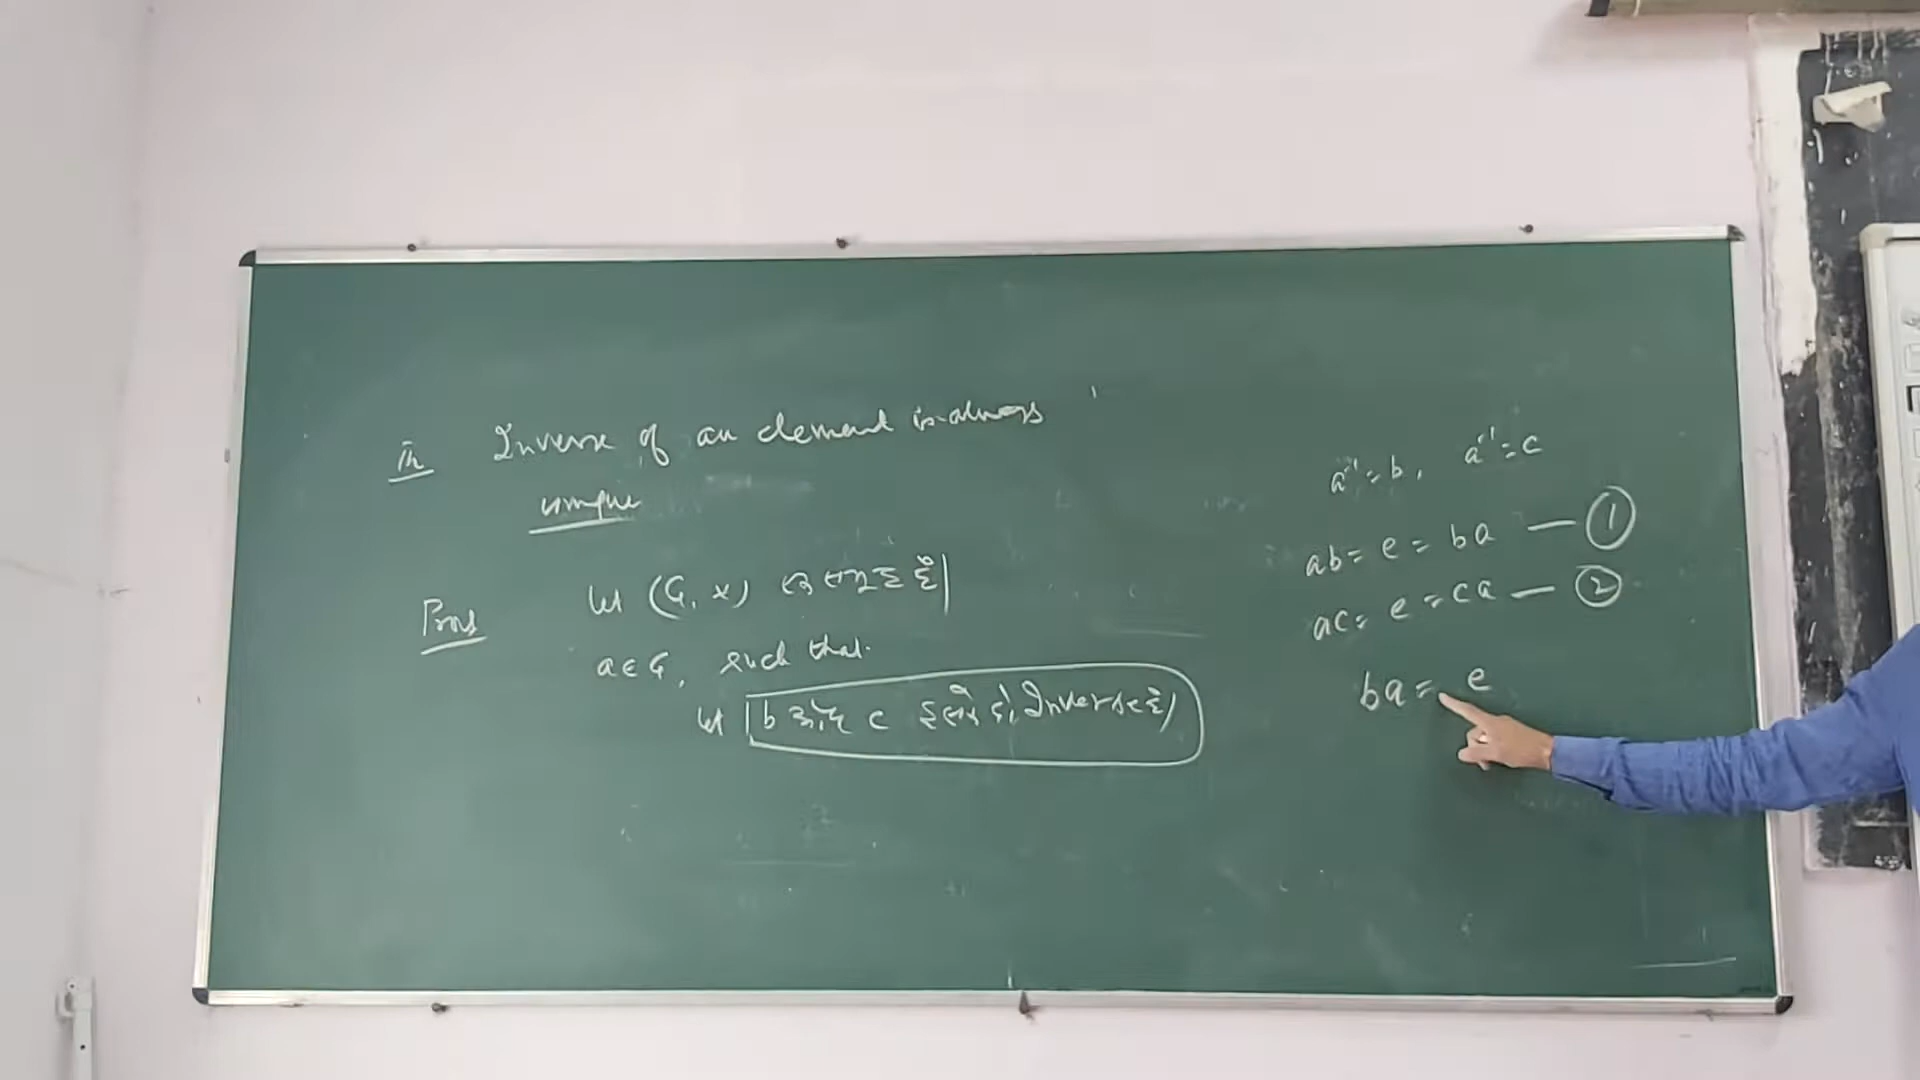 Th Inverse of an element is always
unique
Proof Let (G, *) एक समूह है|
a ∈ G, such that.
Let b और c इसके दो Inverse है|
a⁻¹ = b, a⁻¹ = c
ab = e = ba — ①
ac = e = ca — ②
ba = e